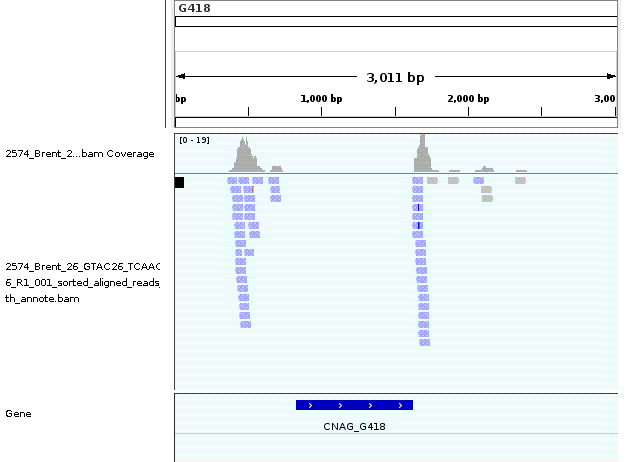 G418
3,011 bp
bp 1,000 bp 2,000 bp 3,00
[0 - 19]
2574_Brent_2...bam Coverage
2574_Brent_26_GTAC26_TCAAC
6_R1_001_sorted_aligned_reads_
th_annote.bam
Gene
CNAG_G418